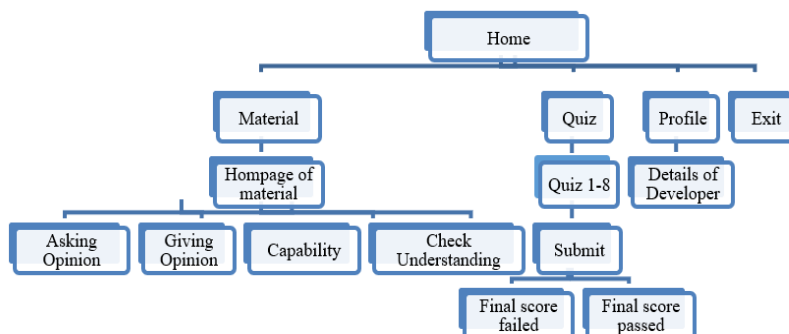 Home
Material
Quiz
Profile
Exit
Hompage of
material
Quiz 1-8
Details of
Developer
Asking
Opinion
Giving
Opinion
Capability
Check
Understanding
Submit
Final score
failed
Final score
passed